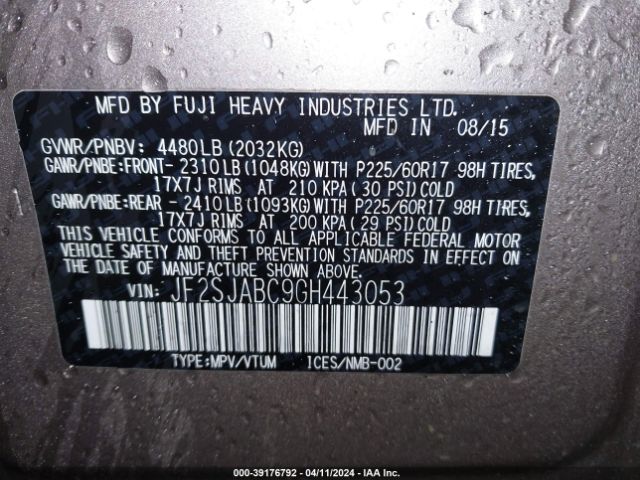 MFD BY FUJI HEAVY INDUSTRIES LTD.
MFD IN 08/15
GVWR/PNBV: 4480LB (2032KG)
GAWR/PNBE:FRONT- 2310LB(1048KG)WITH P225/60R17 98H TIRES,
17X7J RIMS AT 210 KPA ( 30 PSI)COLD
GAWR/PNBE:REAR - 2410LB(1093KG)WITH P225/60R17 98H TIRES,
17X7J RIMS AT 200 KPA ( 29 PSI)COLD
THIS VEHICLE CONFORMS TO ALL APPLICABLE FEDERAL MOTOR
VEHICLE SAFETY AND THEFT PREVENTION STANDARDS IN EFFECT ON
THE DATE OF MANUFACTURE SHOWN ABOVE.
VIN: JF2SJABC9GH443053
TYPE:MPV/VTUM ICES/NMB-002
000-39176792 - 04/11/2024 - IAA Inc.